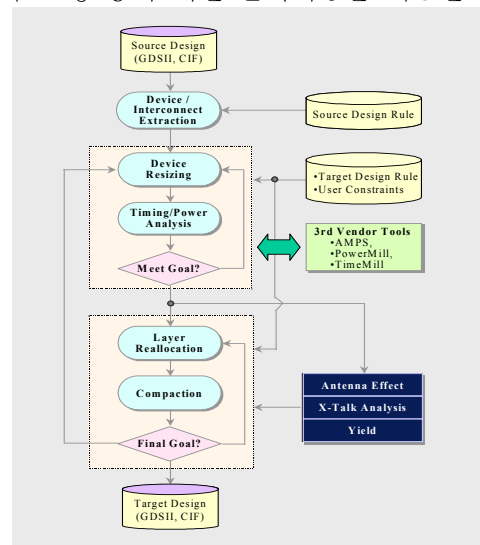 Source Design
(GDSII, CIF)
Device /
Interconnect
Extraction
Source Design Rule
Device
Resizing
•Target Design Rule
•User Constraints
Timing/Power
Analysis
3rd Vendor Tools
•AMPS,
•PowerMill,
•TimeMill
Meet Goal?
Layer
Reallocation
Compaction
Antenna Effect
X-Talk Analysis
Yield
Final Goal?
Target Design
(GDSII, CIF)